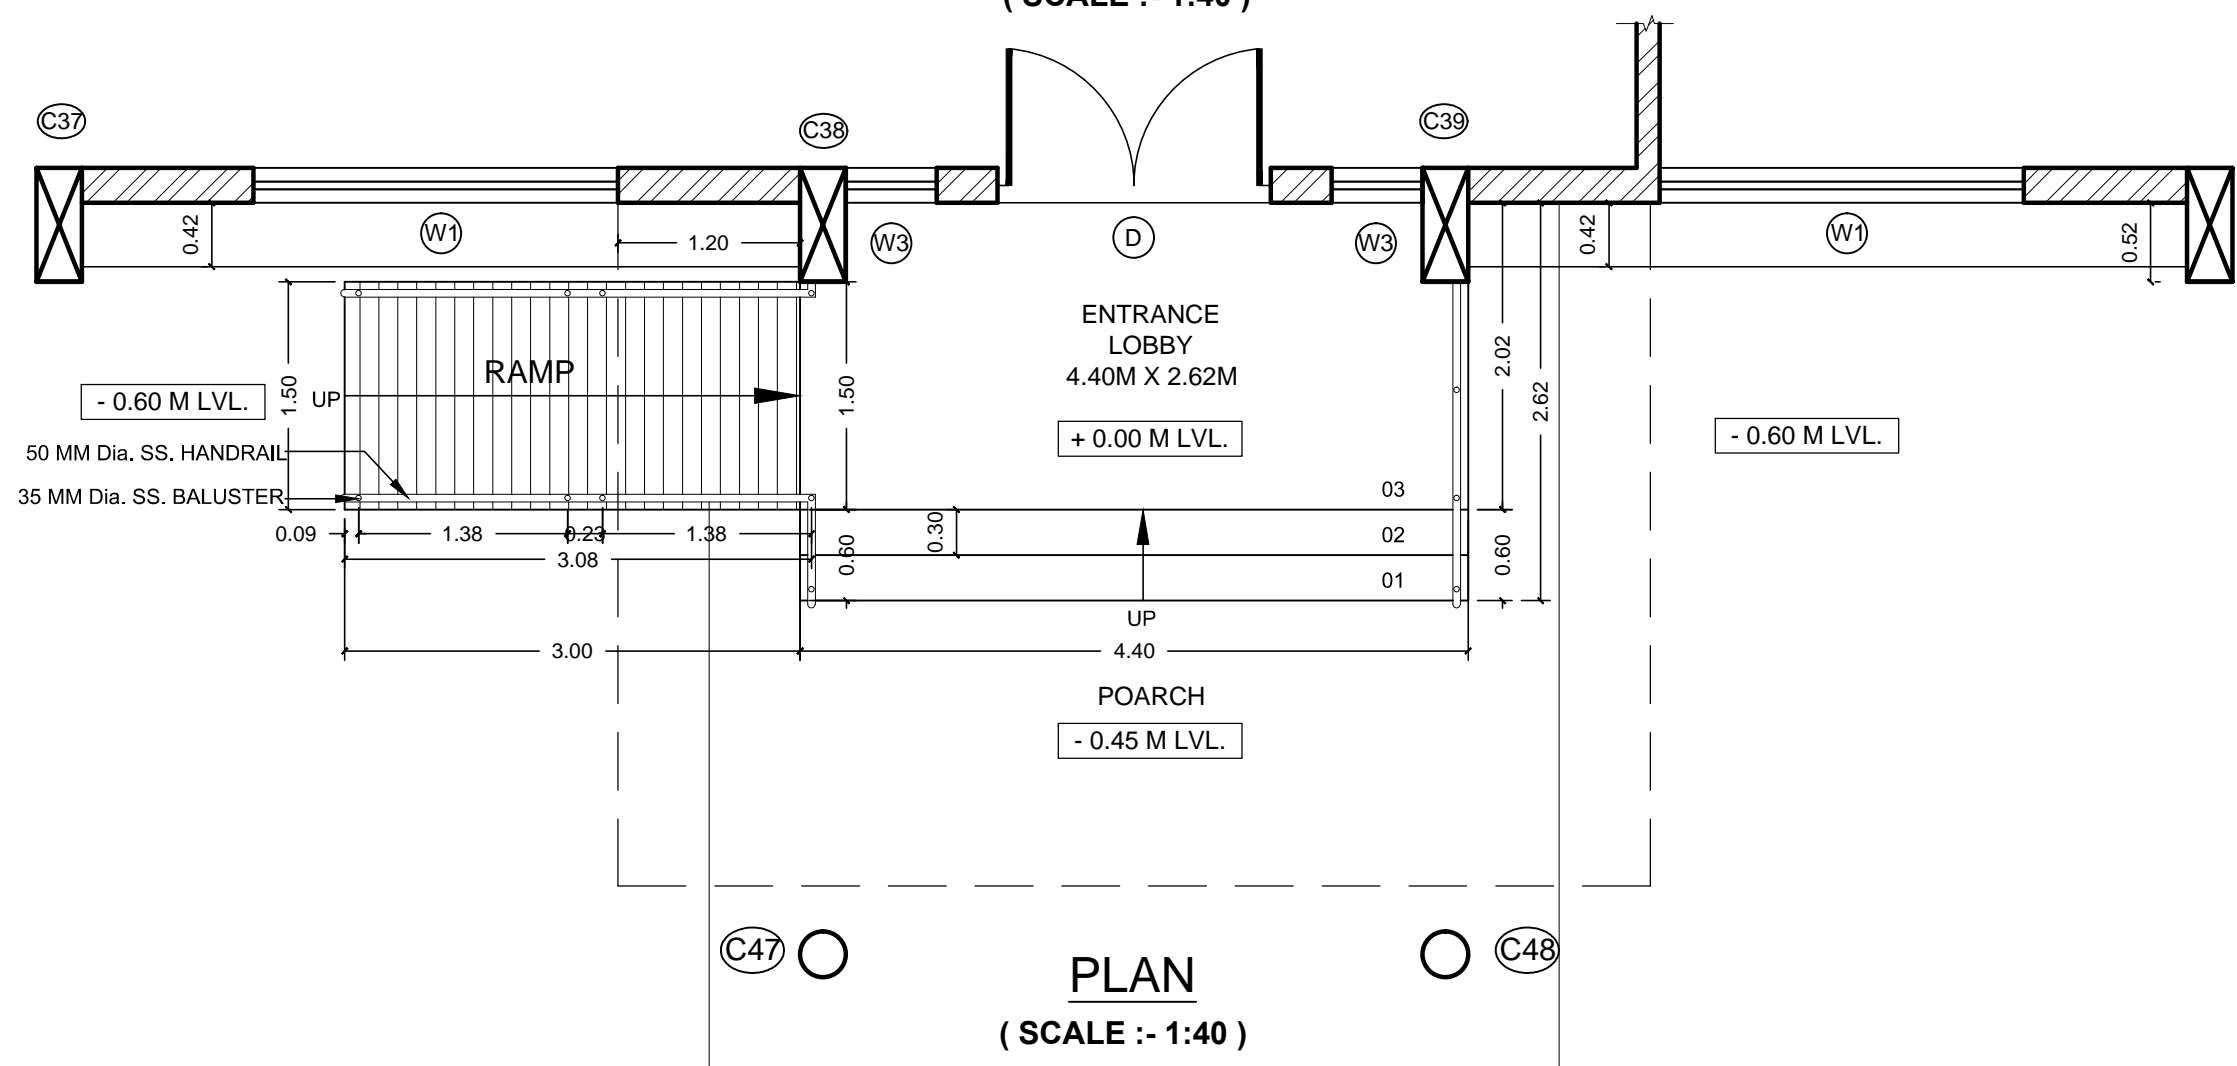 ( SCALE :- 1:40 )
C37
C38
C39
0.42
W1
1.20
W3
D
W3
0.42
W1
0.52
ENTRANCE
LOBBY
4.40M X 2.62M
+ 0.00 M LVL.
RAMP
UP
1.50
1.50
2.02
2.62
- 0.60 M LVL.
- 0.60 M LVL.
50 MM Dia. SS. HANDRAIL
35 MM Dia. SS. BALUSTER
03
02
01
0.09
1.38
0.23
1.38
3.08
0.60
0.30
0.60
UP
3.00
4.40
POARCH
- 0.45 M LVL.
C47
C48
PLAN
( SCALE :- 1:40 )